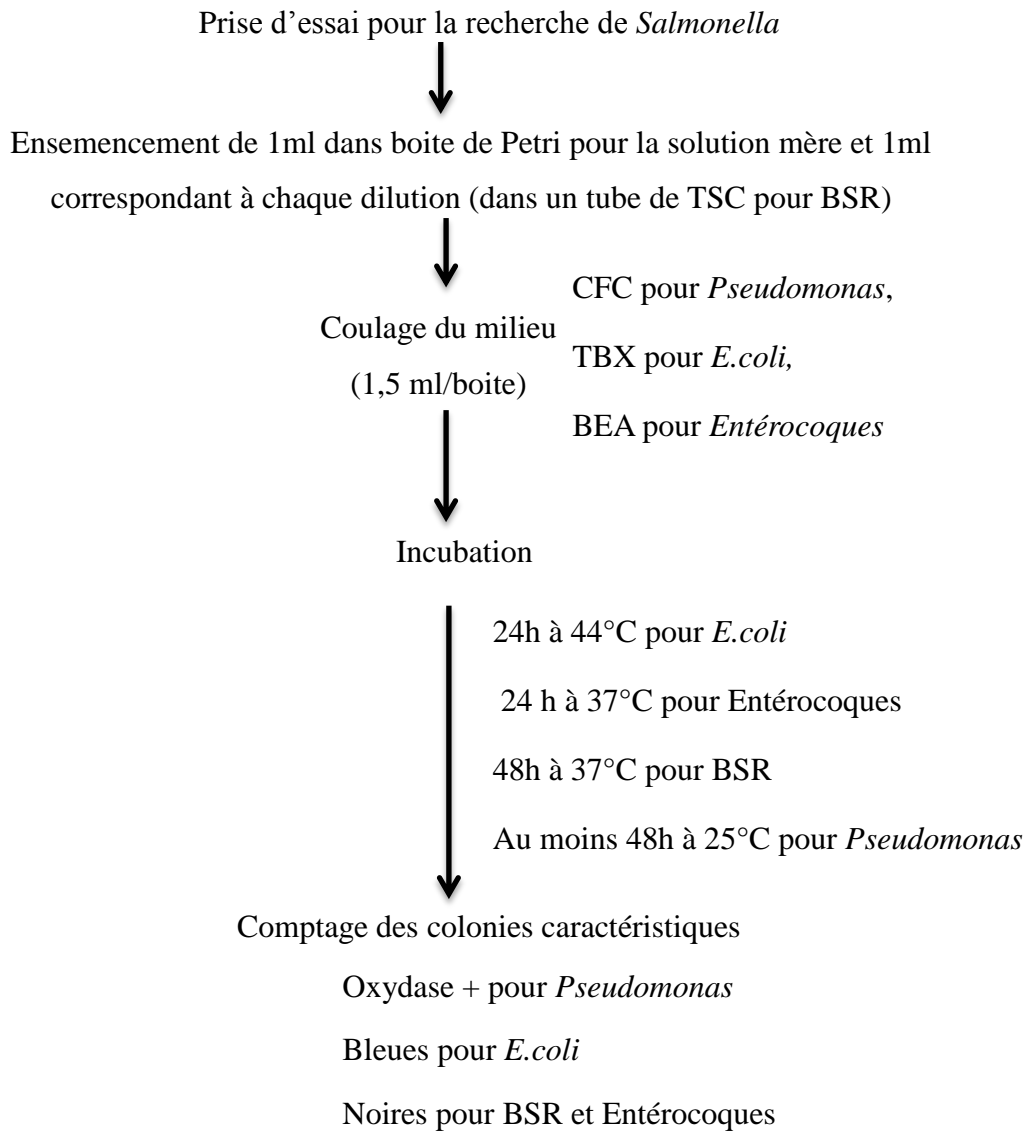 Prise d’essai pour la recherche de Salmonella
Ensemencement de 1ml dans boite de Petri pour la solution mère et 1ml
correspondant à chaque dilution (dans un tube de TSC pour BSR)
Coulage du milieu
(1,5 ml/boite)
CFC pour Pseudomonas,
TBX pour E.coli,
BEA pour Entérocoques
Incubation
24h à 44°C pour E.coli
24 h à 37°C pour Entérocoques
48h à 37°C pour BSR
Au moins 48h à 25°C pour Pseudomonas
Comptage des colonies caractéristiques
Oxydase + pour Pseudomonas
Bleues pour E.coli
Noires pour BSR et Entérocoques